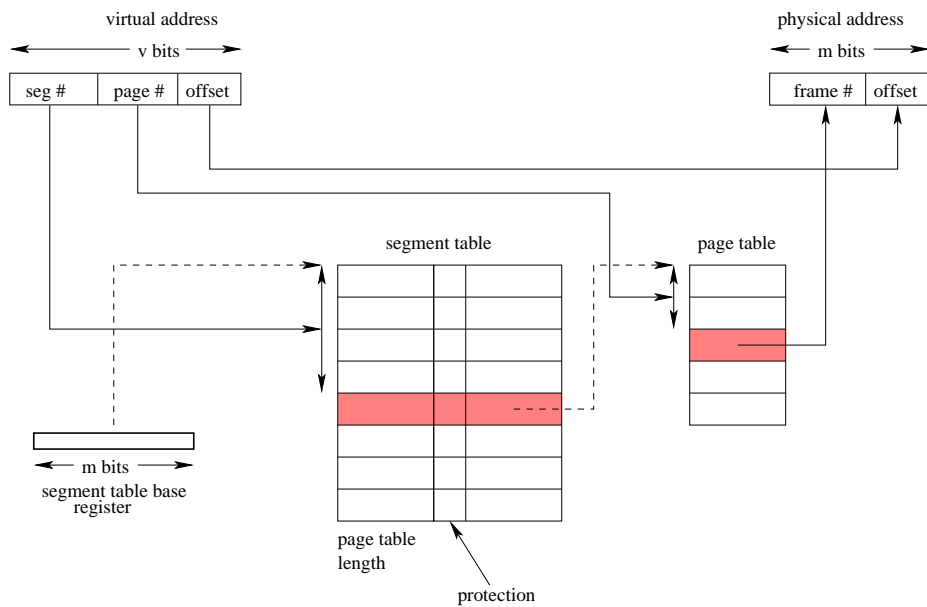 virtual address
physical address
v bits
m bits
seg #
page #
offset
frame #
offset
segment table
page table
m bits
segment table base
register
page table
length
protection